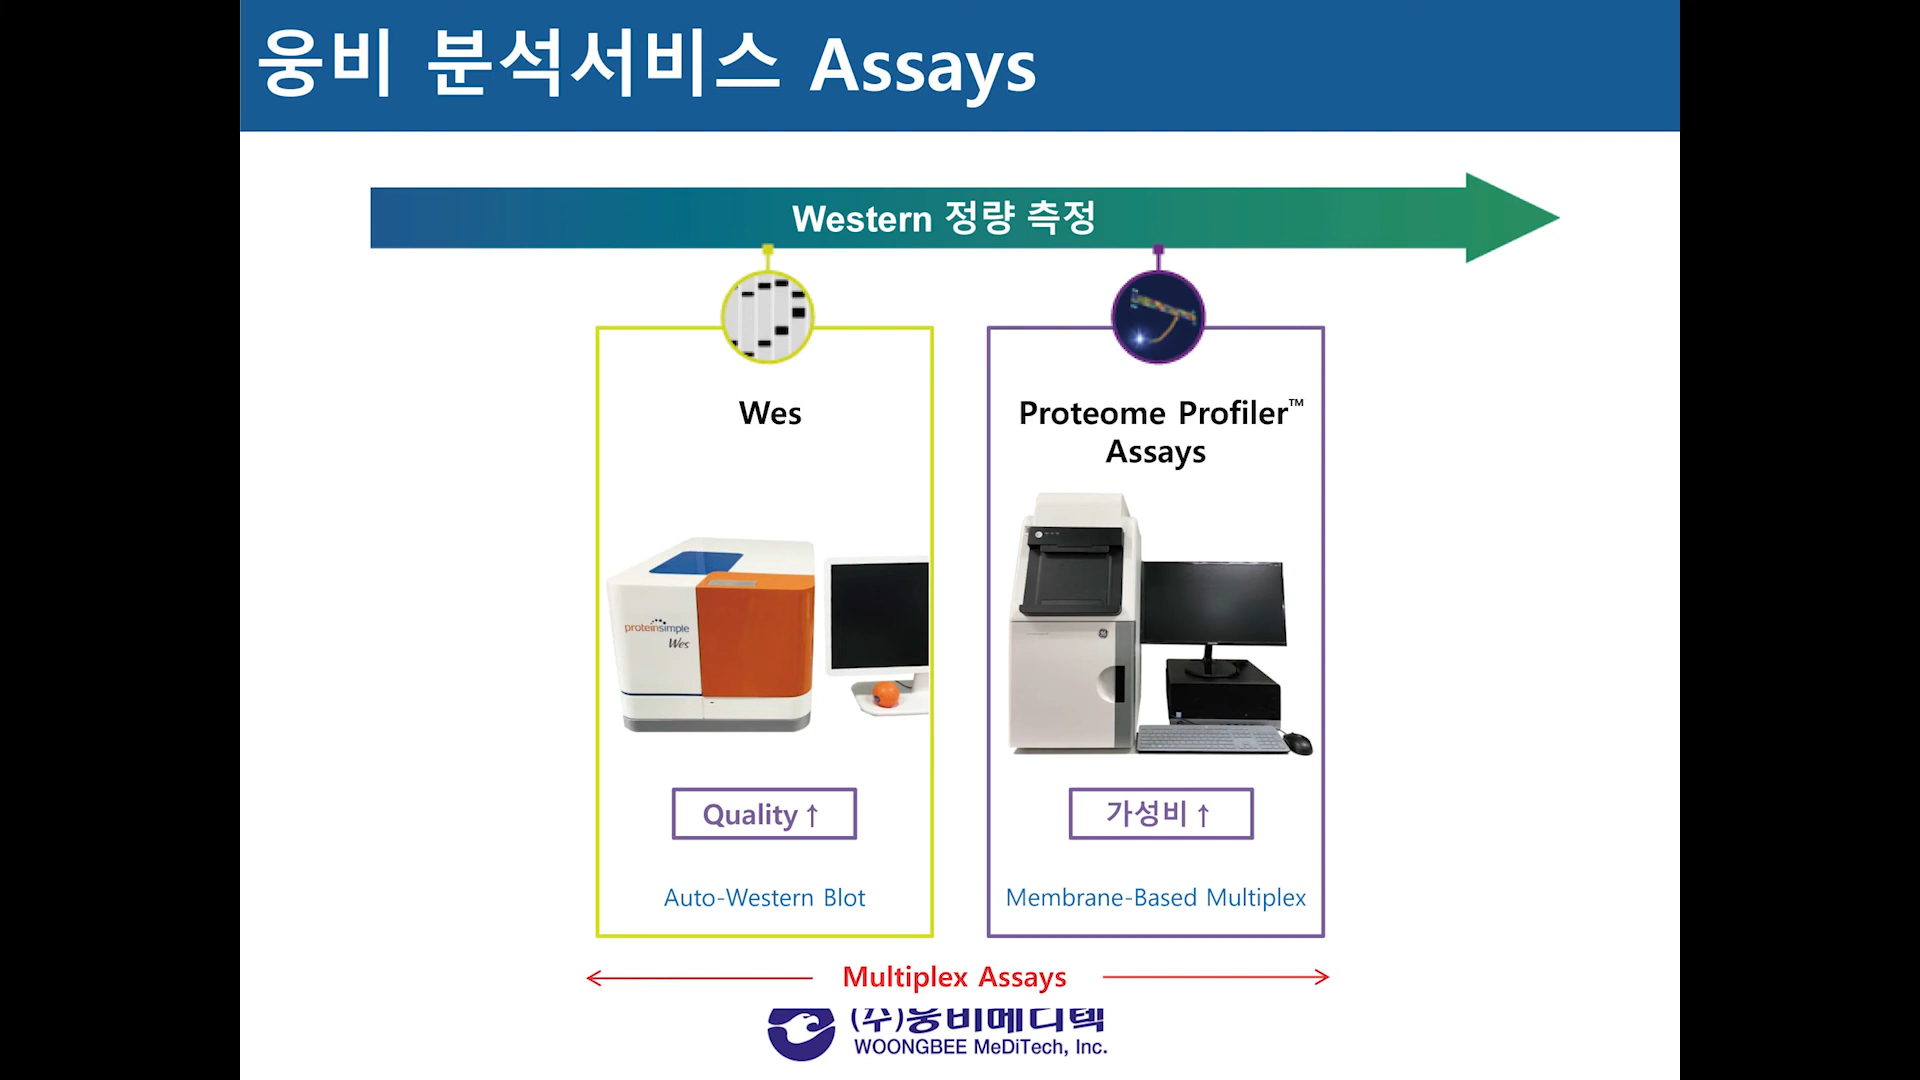 웅비 분석서비스 Assays
Western 정량 측정
Wes
Proteome Profiler™
Assays
proteinsimple
Wes
Quality↑
가성비↑
Auto-Western Blot
Membrane-Based Multiplex
Multiplex Assays
(주)웅비메디텍
WOONGBEE MeDiTech, Inc.